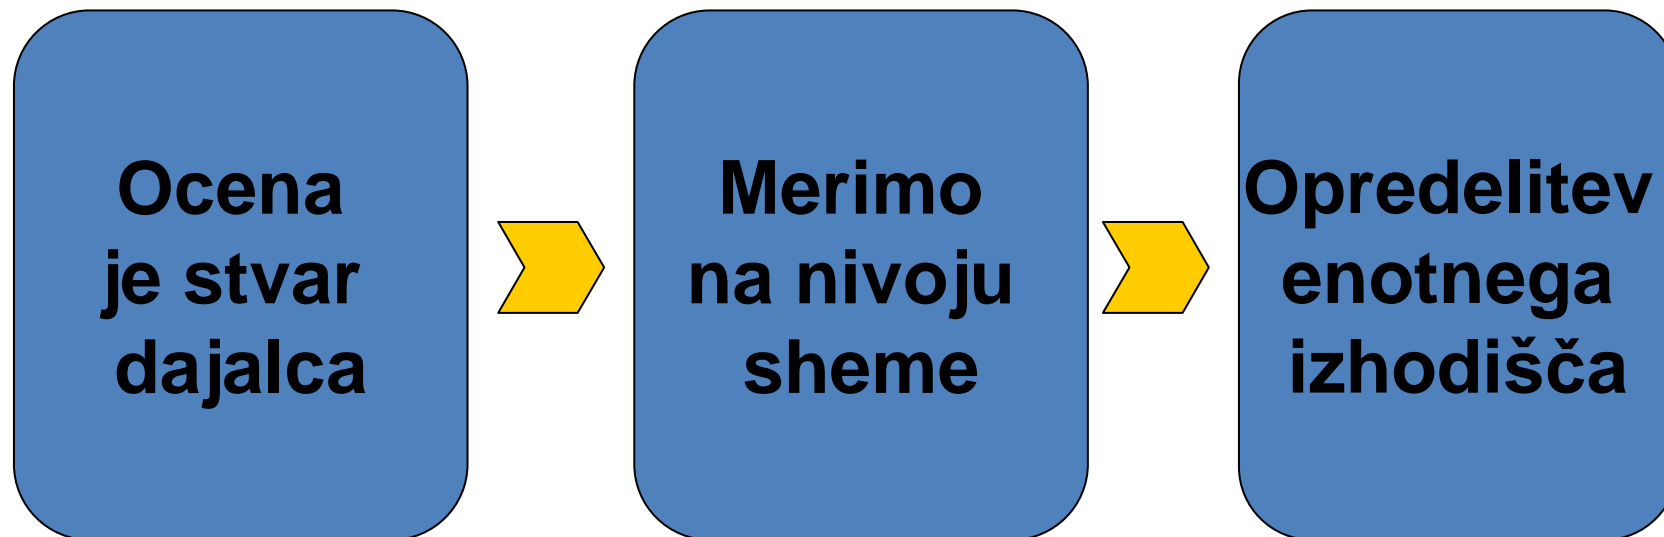 Ocena
je stvar
dajalca
Merimo
na nivoju
sheme
Opredelitev
enotnega
izhodišča